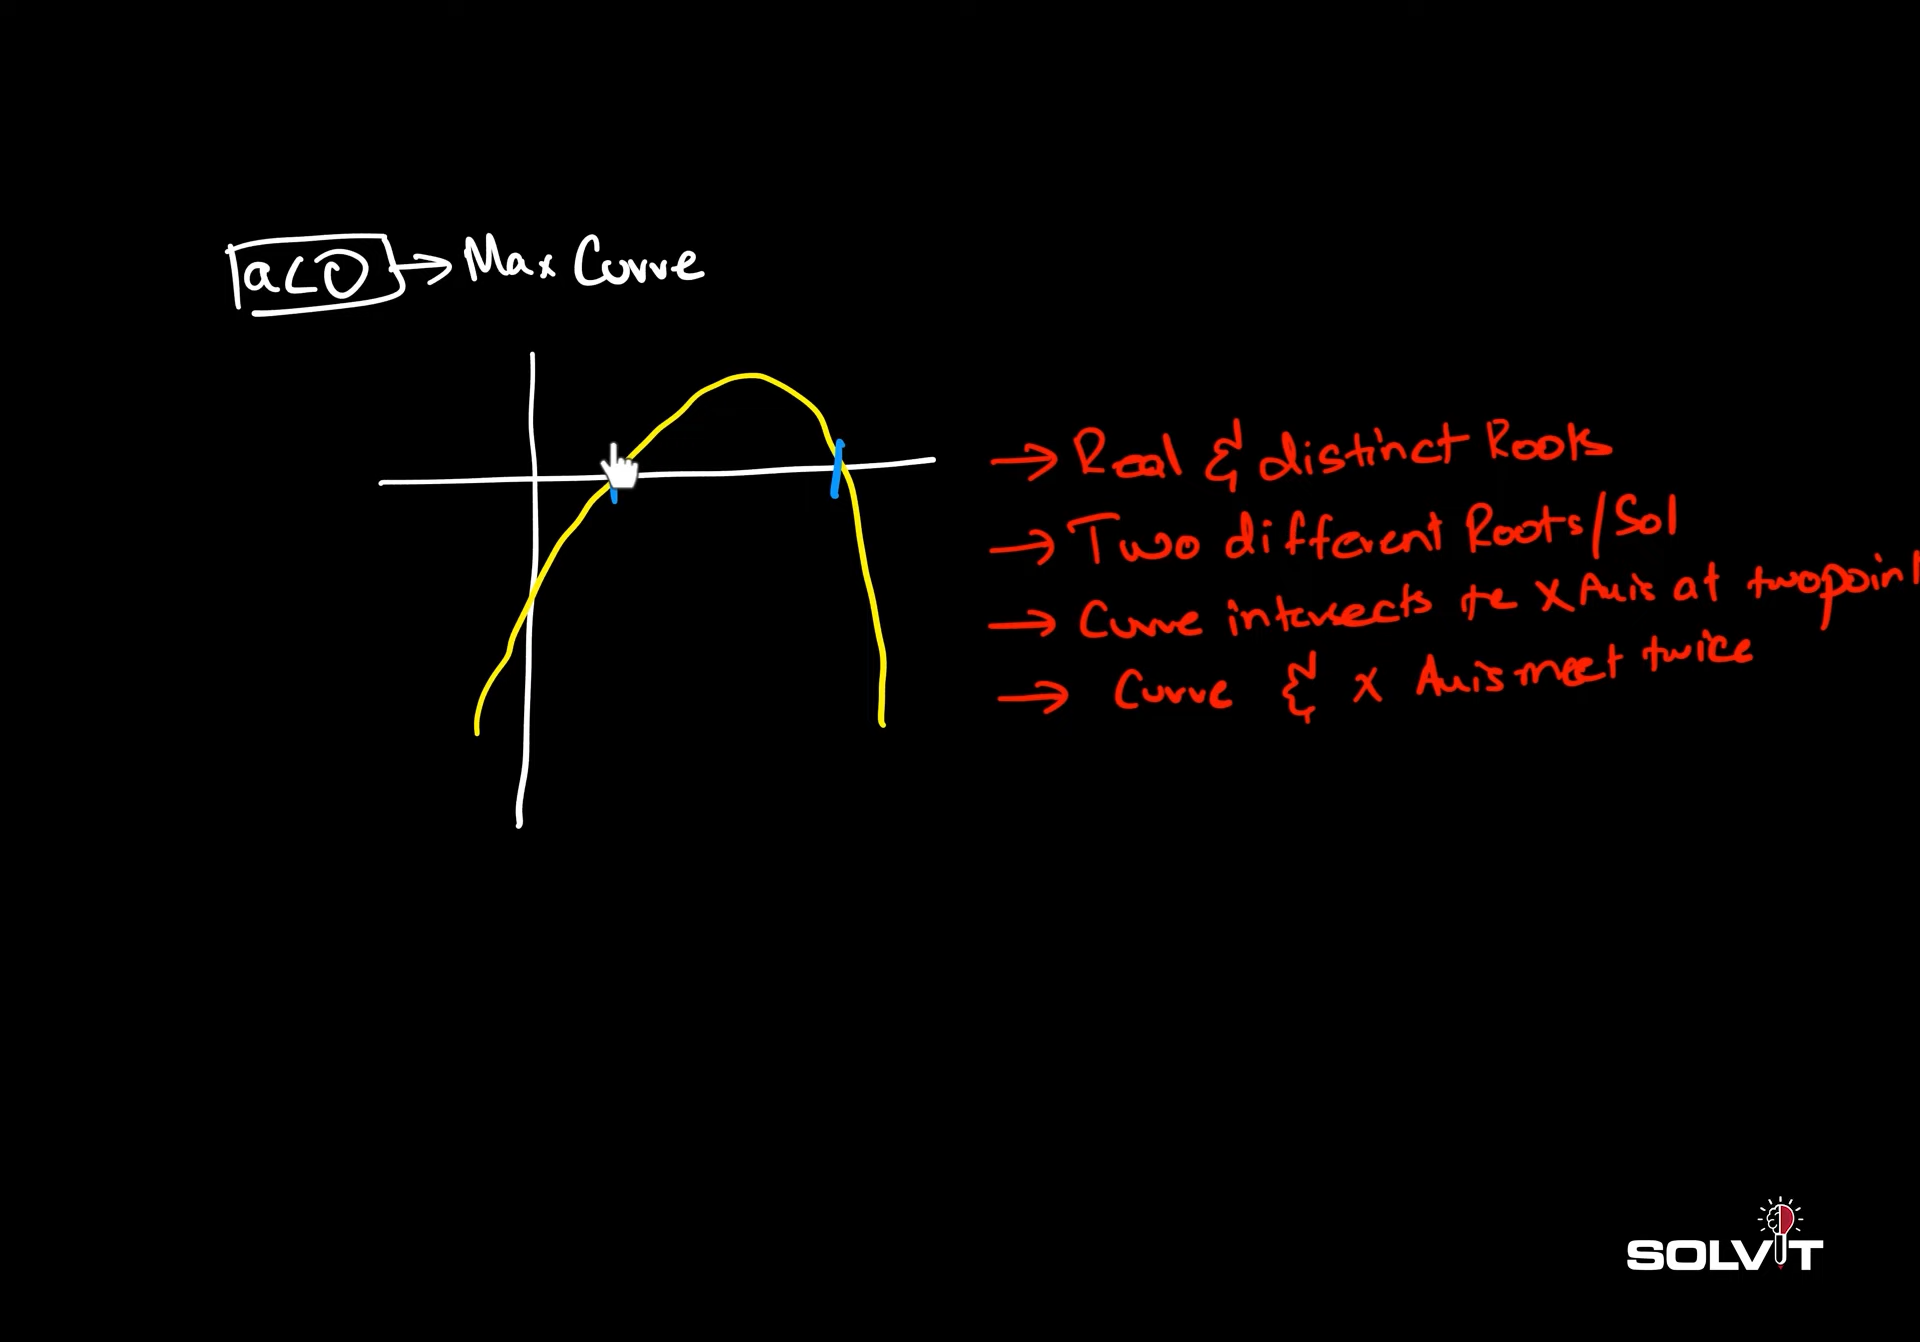 a<0 → Max Curve
→ Real & distinct Roots
→ Two different Roots/Sol
→ Curve intersects the X Axis at two point
→ Curve & X Axis meet twice
SOLVIT